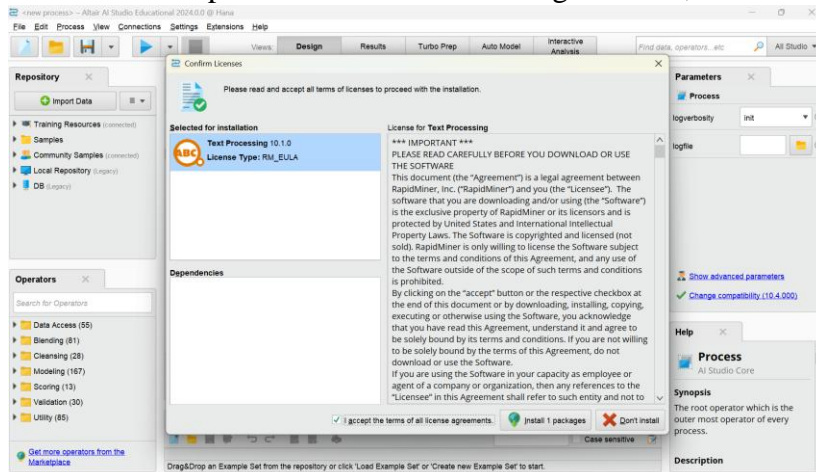 <new process> – Altair AI Studio Educational 2024.0.0 @ Hana
File Edit Process View Connections Settings Extensions Help
Views: Design Results Turbo Prep Auto Model Interactive Analysis
Find data, operators...etc
All Studio
Repository
Import Data
Training Resources (connected)
Samples
Community Samples (connected)
Local Repository (Legacy)
DB (Legacy)
Operators
Search for Operators
Data Access (55)
Blending (81)
Cleansing (28)
Modeling (167)
Scoring (13)
Validation (30)
Utility (85)
Get more operators from the
Marketplace
Confirm Licenses
Please read and accept all terms of licenses to proceed with the installation.
Selected for installation
ABC
Text Processing 10.1.0
License Type: RM_EULA
Dependencies
License for Text Processing
*** IMPORTANT ***
PLEASE READ CAREFULLY BEFORE YOU DOWNLOAD OR USE
THE SOFTWARE
This document (the "Agreement") is a legal agreement between
RapidMiner, Inc. ("RapidMiner") and you (the "Licensee"). The
software that you are downloading and/or using (the "Software")
is the exclusive property of RapidMiner or its licensors and is
protected by United States and International Intellectual
Property Laws. The Software is copyrighted and licensed (not
sold). RapidMiner is only willing to license the Software subject
to the terms and conditions of this Agreement, and any use of
the Software outside of the scope of such terms and conditions
is prohibited.
By clicking on the "accept" button or the respective checkbox at
the end of this document or by downloading, installing, copying,
executing or otherwise using the Software, you acknowledge
that you have read this Agreement, understand it and agree to
be solely bound by its terms and conditions. If you are not willing
to be solely bound by the terms of this Agreement, do not
download or use the Software.
If you are using the Software in your capacity as employee or
agent of a company or organization, then any references to the
"Licensee" in this Agreement shall refer to such entity and not to
I accept the terms of all license agreements.
Install 1 packages
Don't install
Case sensitive
Drag&Drop an Example Set from the repository or click 'Load Example Set' or 'Create new Example Set' to start.
Parameters
Process
logverbosity
init
logfile
Show advanced parameters
Change compatibility (10.4.000)
Help
Process
AI Studio Core
Synopsis
The root operator which is the
outer most operator of every
process.
Description